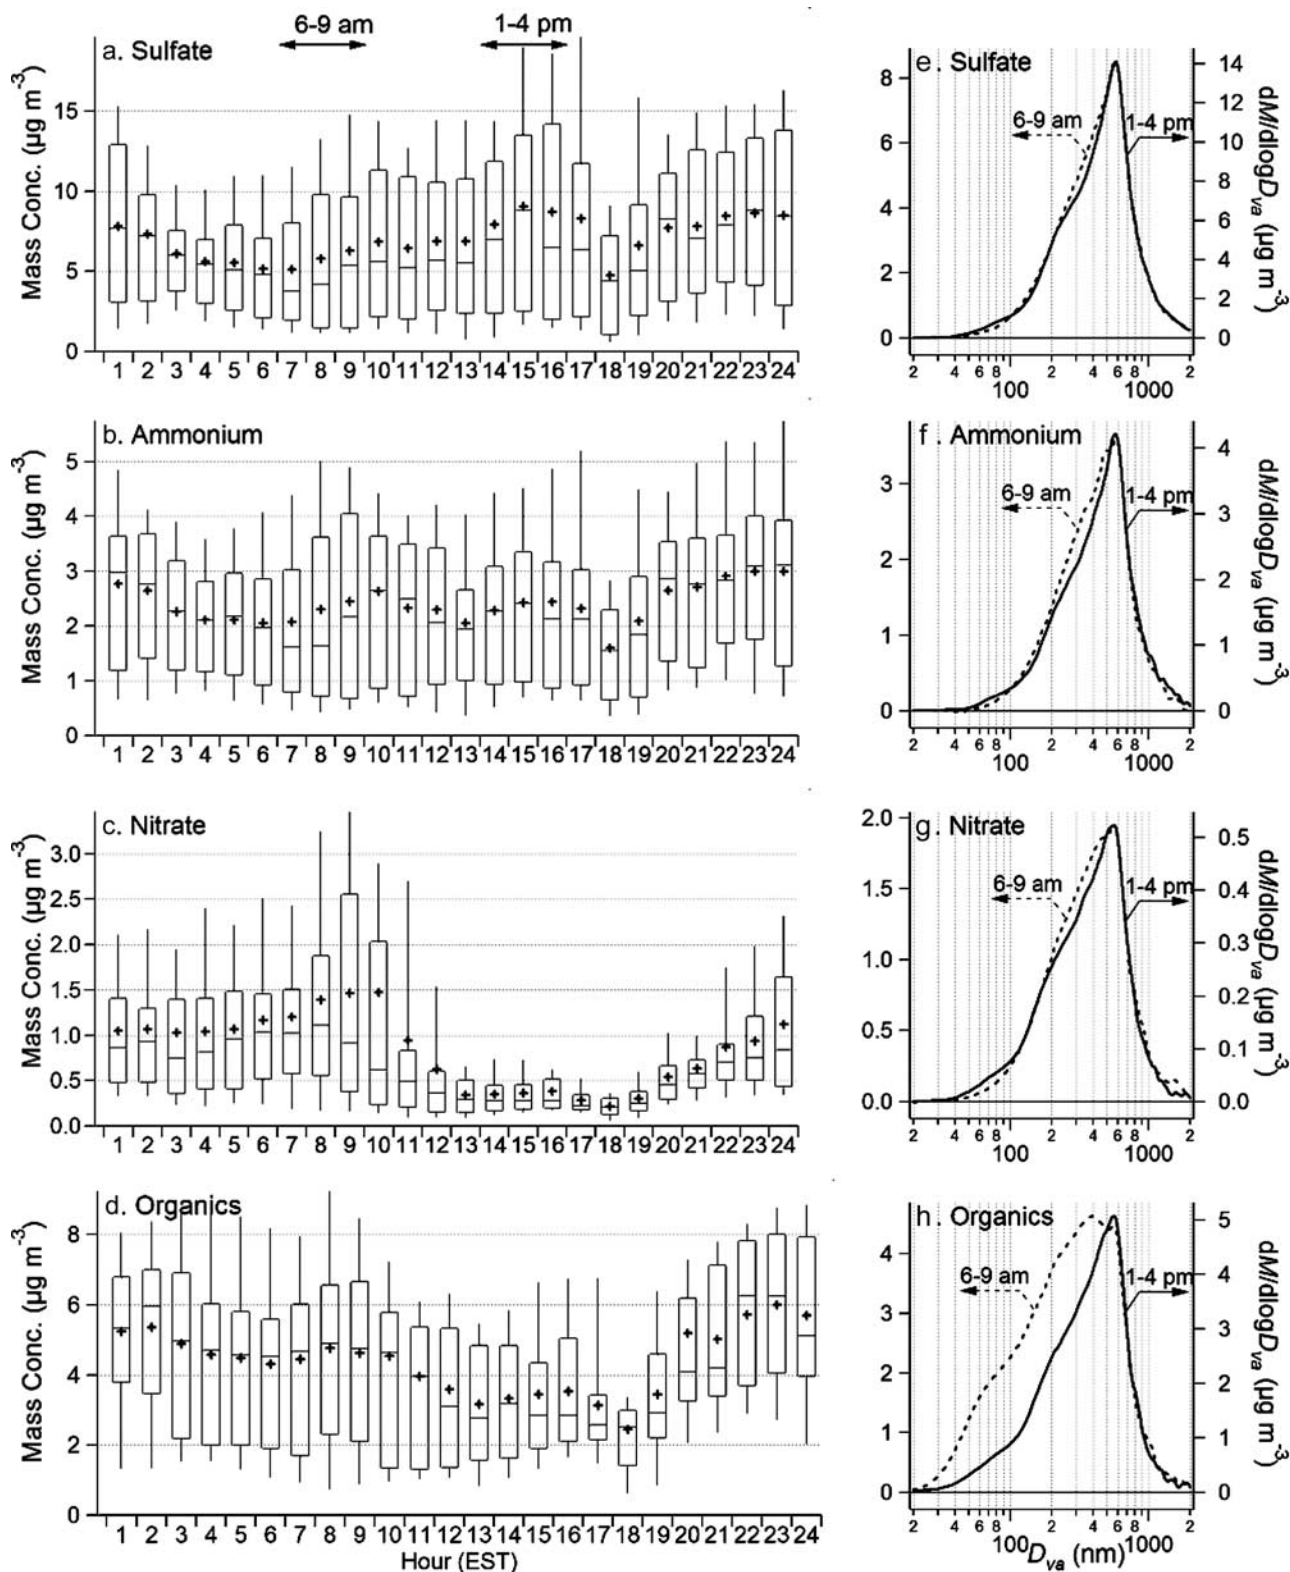 6-9 am 1-4 pm
a. Sulfate
Mass Conc. (µg m-3)
15
10
5
0
1 2 3 4 5 6 7 8 9 10 11 12 13 14 15 16 17 18 19 20 21 22 23 24
e. Sulfate
8
6
4
2
0
6-9 am
1-4 pm
14
12
10
8
6
4
2
0
dM/dlogDva (µg m-3)
2 4 6 8 100 2 4 6 8 1000 2
b. Ammonium
Mass Conc. (µg m-3)
5
4
3
2
1
0
1 2 3 4 5 6 7 8 9 10 11 12 13 14 15 16 17 18 19 20 21 22 23 24
f. Ammonium
3
2
1
0
6-9 am
1-4 pm
4
3
2
1
0
dM/dlogDva (µg m-3)
2 4 6 8 100 2 4 6 8 1000 2
c. Nitrate
Mass Conc. (µg m-3)
3.0
2.5
2.0
1.5
1.0
0.5
0.0
1 2 3 4 5 6 7 8 9 10 11 12 13 14 15 16 17 18 19 20 21 22 23 24
g. Nitrate
2.0
1.5
1.0
0.5
0.0
6-9 am
1-4 pm
0.5
0.4
0.3
0.2
0.1
0.0
dM/dlogDva (µg m-3)
2 4 6 8 100 2 4 6 8 1000 2
d. Organics
Mass Conc. (µg m-3)
8
6
4
2
0
1 2 3 4 5 6 7 8 9 10 11 12 13 14 15 16 17 18 19 20 21 22 23 24
Hour (EST)
h. Organics
4
3
2
1
0
6-9 am
1-4 pm
5
4
3
2
1
0
dM/dlogDva (µg m-3)
2 4 6 8 100 2 4 6 8 1000 2
Dva (nm)